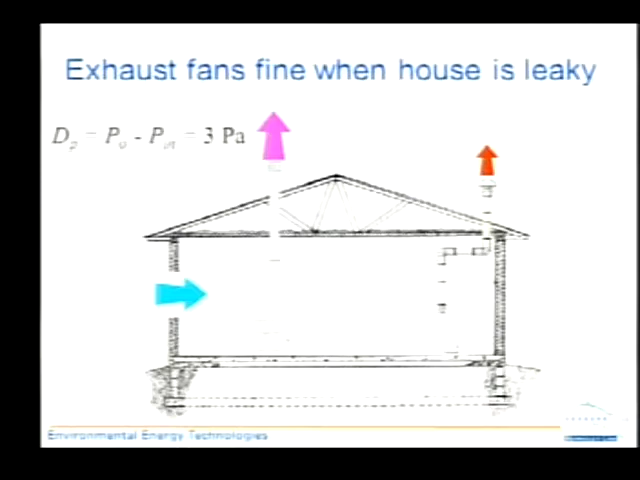 Exhaust fans fine when house is leaky
Dp = Po - Pin = 3 Pa
Environmental Energy Technologies